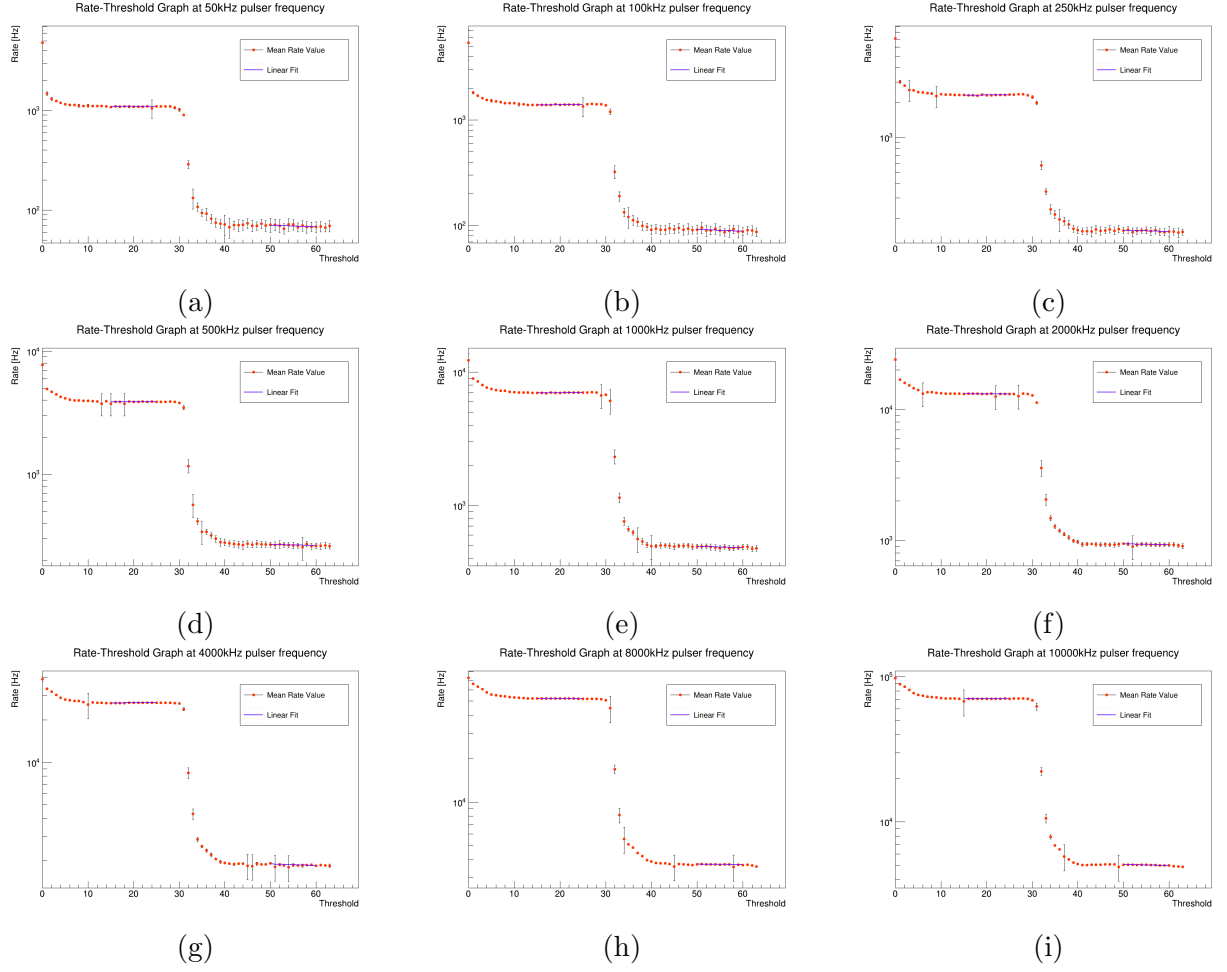 Rate-Threshold Graph at 50kHz pulser frequency
Rate [Hz]
Mean Rate Value
Linear Fit
10³
10²
0 10 20 30 40 50 60
Threshold
(a)
Rate-Threshold Graph at 100kHz pulser frequency
Rate [Hz]
Mean Rate Value
Linear Fit
10³
10²
0 10 20 30 40 50 60
Threshold
(b)
Rate-Threshold Graph at 250kHz pulser frequency
Rate [Hz]
Mean Rate Value
Linear Fit
10³
0 10 20 30 40 50 60
Threshold
(c)
Rate-Threshold Graph at 500kHz pulser frequency
Rate [Hz]
10⁴
Mean Rate Value
Linear Fit
10³
0 10 20 30 40 50 60
Threshold
(d)
Rate-Threshold Graph at 1000kHz pulser frequency
Rate [Hz]
Mean Rate Value
10⁴
Linear Fit
10³
0 10 20 30 40 50 60
Threshold
(e)
Rate-Threshold Graph at 2000kHz pulser frequency
Rate [Hz]
Mean Rate Value
Linear Fit
10⁴
10³
0 10 20 30 40 50 60
Threshold
(f)
Rate-Threshold Graph at 4000kHz pulser frequency
Rate [Hz]
Mean Rate Value
Linear Fit
10⁴
0 10 20 30 40 50 60
Threshold
(g)
Rate-Threshold Graph at 8000kHz pulser frequency
Rate [Hz]
Mean Rate Value
Linear Fit
10⁴
0 10 20 30 40 50 60
Threshold
(h)
Rate-Threshold Graph at 10000kHz pulser frequency
Rate [Hz]
10⁵
Mean Rate Value
Linear Fit
10⁴
0 10 20 30 40 50 60
Threshold
(i)